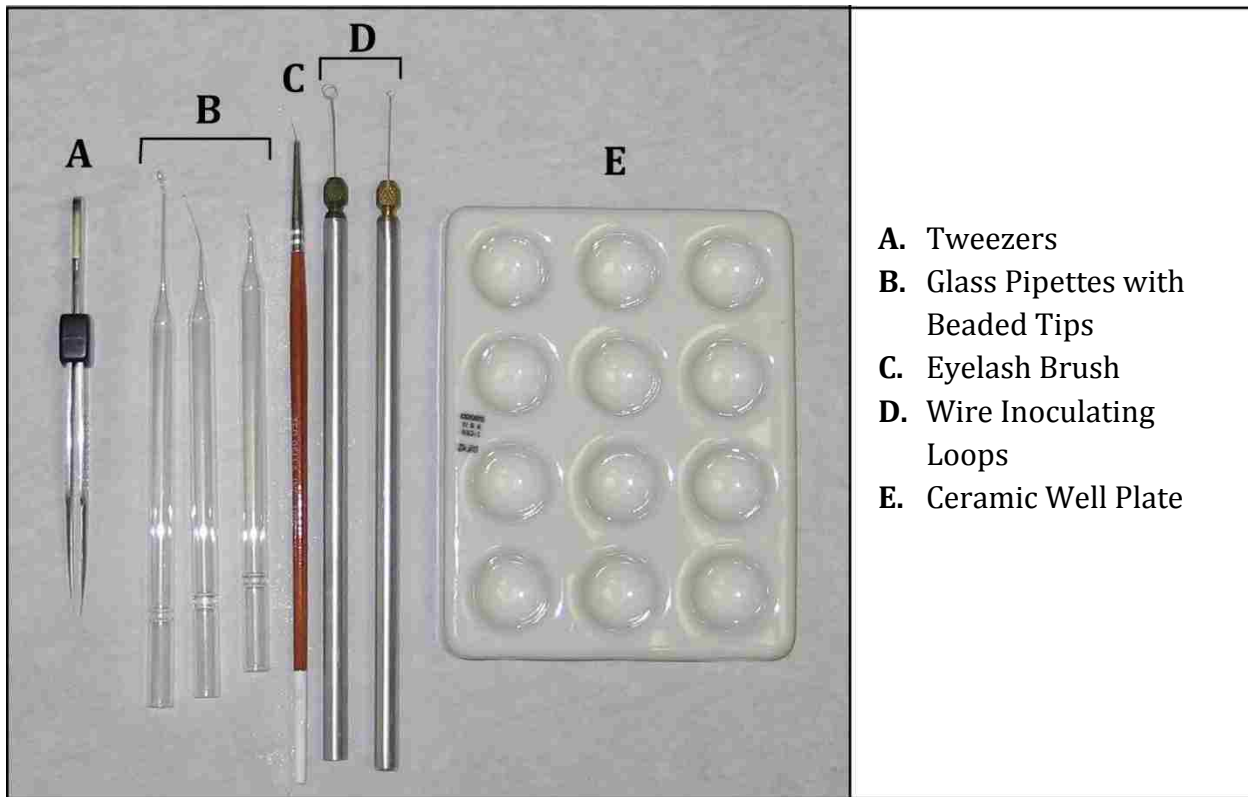 D
C
B
A
E
A. Tweezers
B. Glass Pipettes with
Beaded Tips
C. Eyelash Brush
D. Wire Inoculating
Loops
E. Ceramic Well Plate